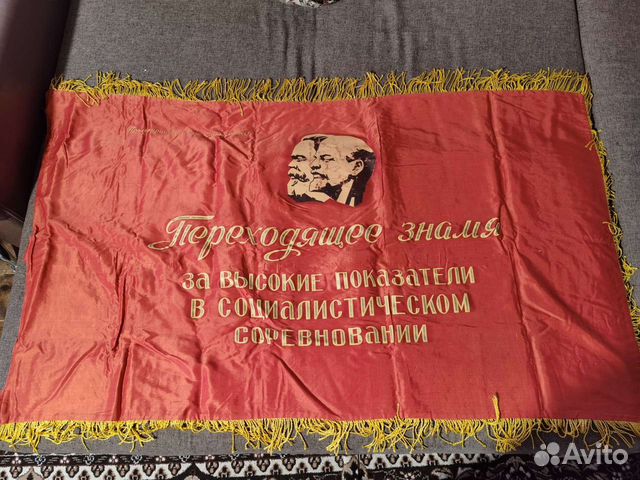 Переходящее знамя
за высокие показатели
в социалистическом
соревновании
Avito